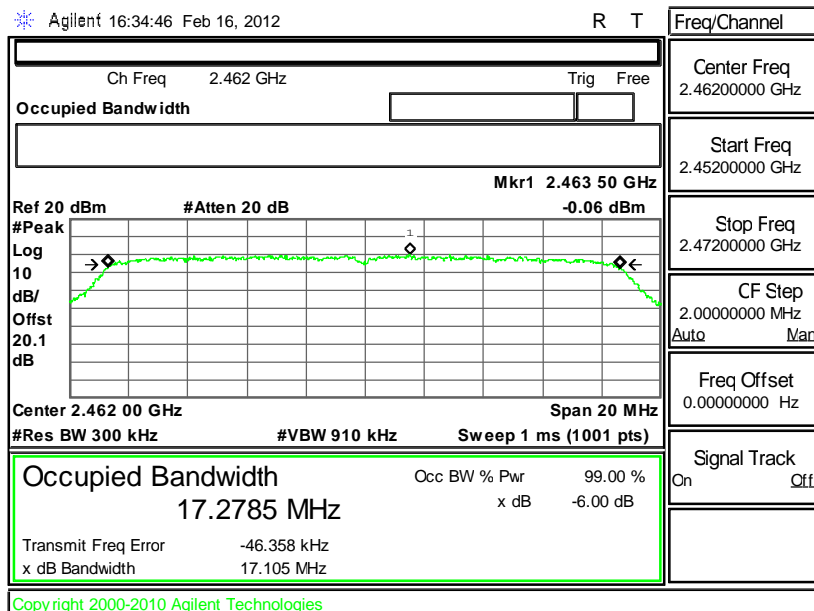 Agilent 16:34:46 Feb 16, 2012 R T
Freq/Channel
Ch Freq 2.462 GHz Trig Free
Occupied Bandwidth
Center Freq
2.46200000 GHz
Start Freq
2.45200000 GHz
Stop Freq
2.47200000 GHz
CF Step
2.00000000 MHz
Auto Man
Freq Offset
0.00000000 Hz
Signal Track
On Off
Mkr1 2.463 50 GHz
Ref 20 dBm #Atten 20 dB -0.06 dBm
#Peak
Log
10
dB/
Offst
20.1
dB
1
Center 2.462 00 GHz Span 20 MHz
#Res BW 300 kHz #VBW 910 kHz Sweep 1 ms (1001 pts)
Occupied Bandwidth Occ BW % Pwr 99.00 %
17.2785 MHz x dB -6.00 dB
Transmit Freq Error -46.358 kHz
x dB Bandwidth 17.105 MHz
Copyright 2000-2010 Agilent Technologies